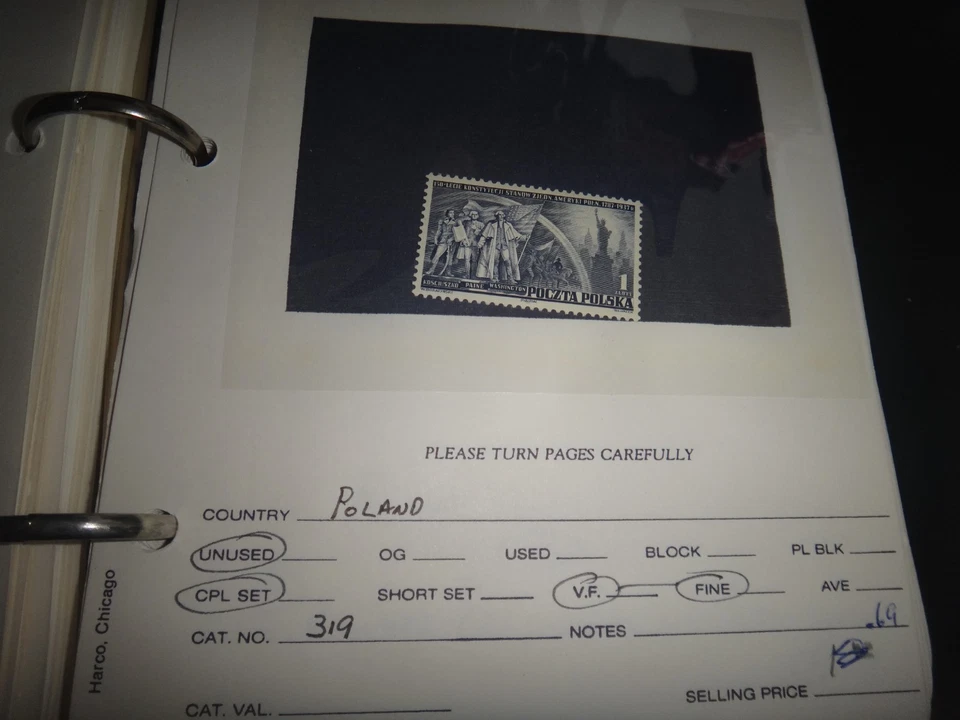 150-LECIE KONSTYTUCJI STANÓW ZJEDN. AMERYKI PÓŁN. 1787-1937
KOŚCIUSZKO PAINE WASHINGTON POCZTA POLSKA
1
ZŁOTY
PLEASE TURN PAGES CAREFULLY
COUNTRY POLAND
UNUSED OG USED BLOCK PL BLK
CPL SET SHORT SET V.F. FINE AVE
CAT. NO. 319 NOTES .69
CAT. VAL. SELLING PRICE
Harco, Chicago